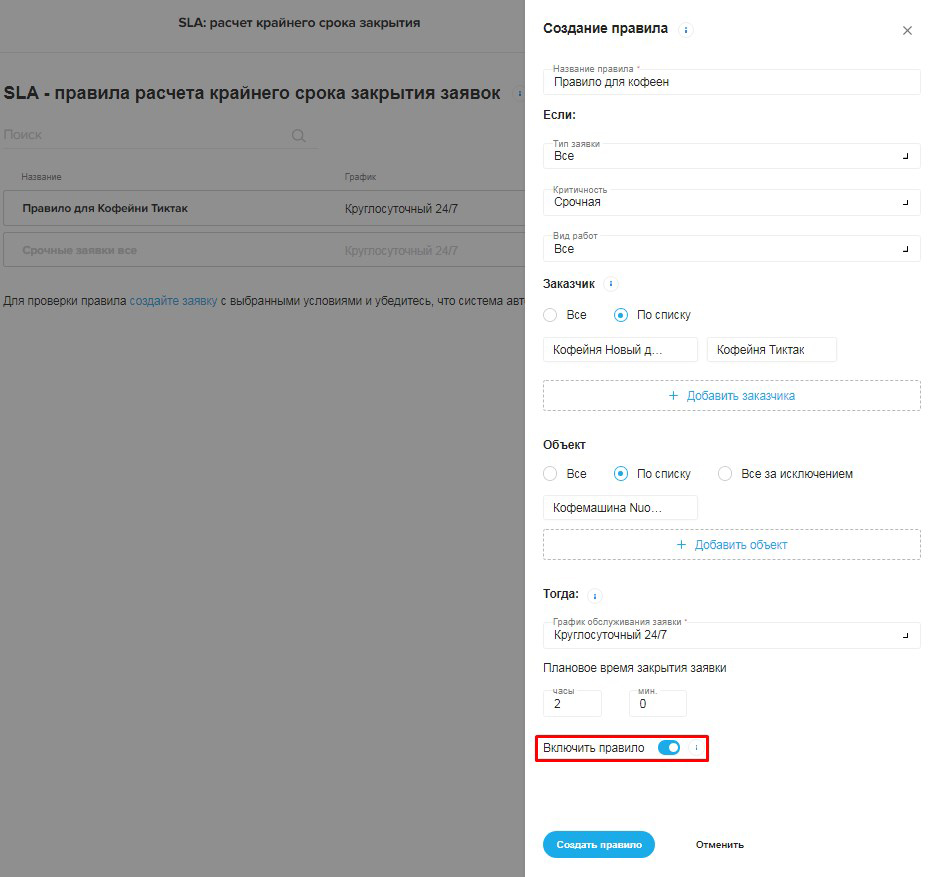 SLA: расчет крайнего срока закрытия
SLA - правила расчета крайнего срока закрытия заявок
Поиск
Название График
Правило для Кофейни Тиктак Круглосуточный 24/7
Срочные заявки все Круглосуточный 24/7
Для проверки правила создайте заявку с выбранными условиями и убедитесь, что система авт
Создание правила
Название правила *
Правило для кофеен
Если:
Тип заявки
Все
Критичность
Срочная
Вид работ
Все
Заказчик
Все По списку
Кофейня Новый д... Кофейня Тиктак
+ Добавить заказчика
Объект
Все По списку Все за исключением
Кофемашина Nuo...
+ Добавить объект
Тогда:
График обслуживания заявки *
Круглосуточный 24/7
Плановое время закрытия заявки
часы мин.
2 0
Включить правило
Создать правило Отменить